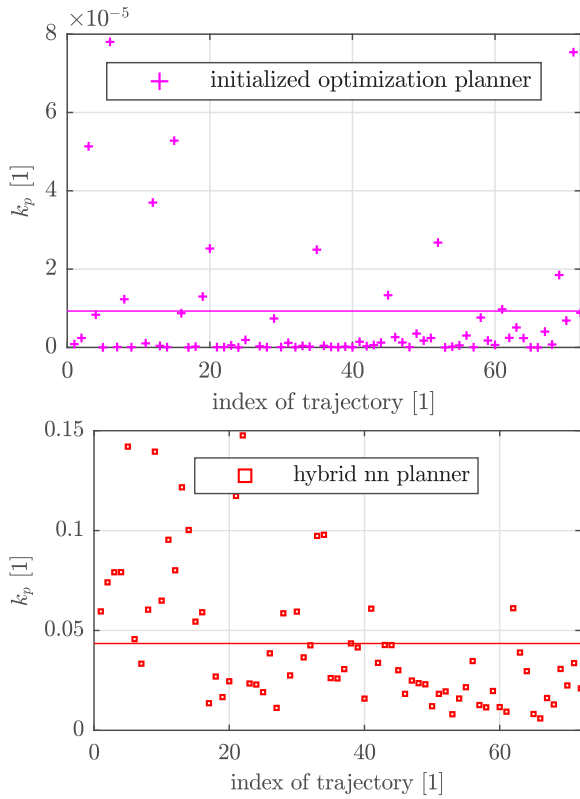 ×10⁻⁵
8
6
4
2
0
k_p [1]
initialized optimization planner
0 20 40 60
index of trajectory [1]
0.15
0.1
0.05
0
k_p [1]
hybrid nn planner
0 20 40 60
index of trajectory [1]